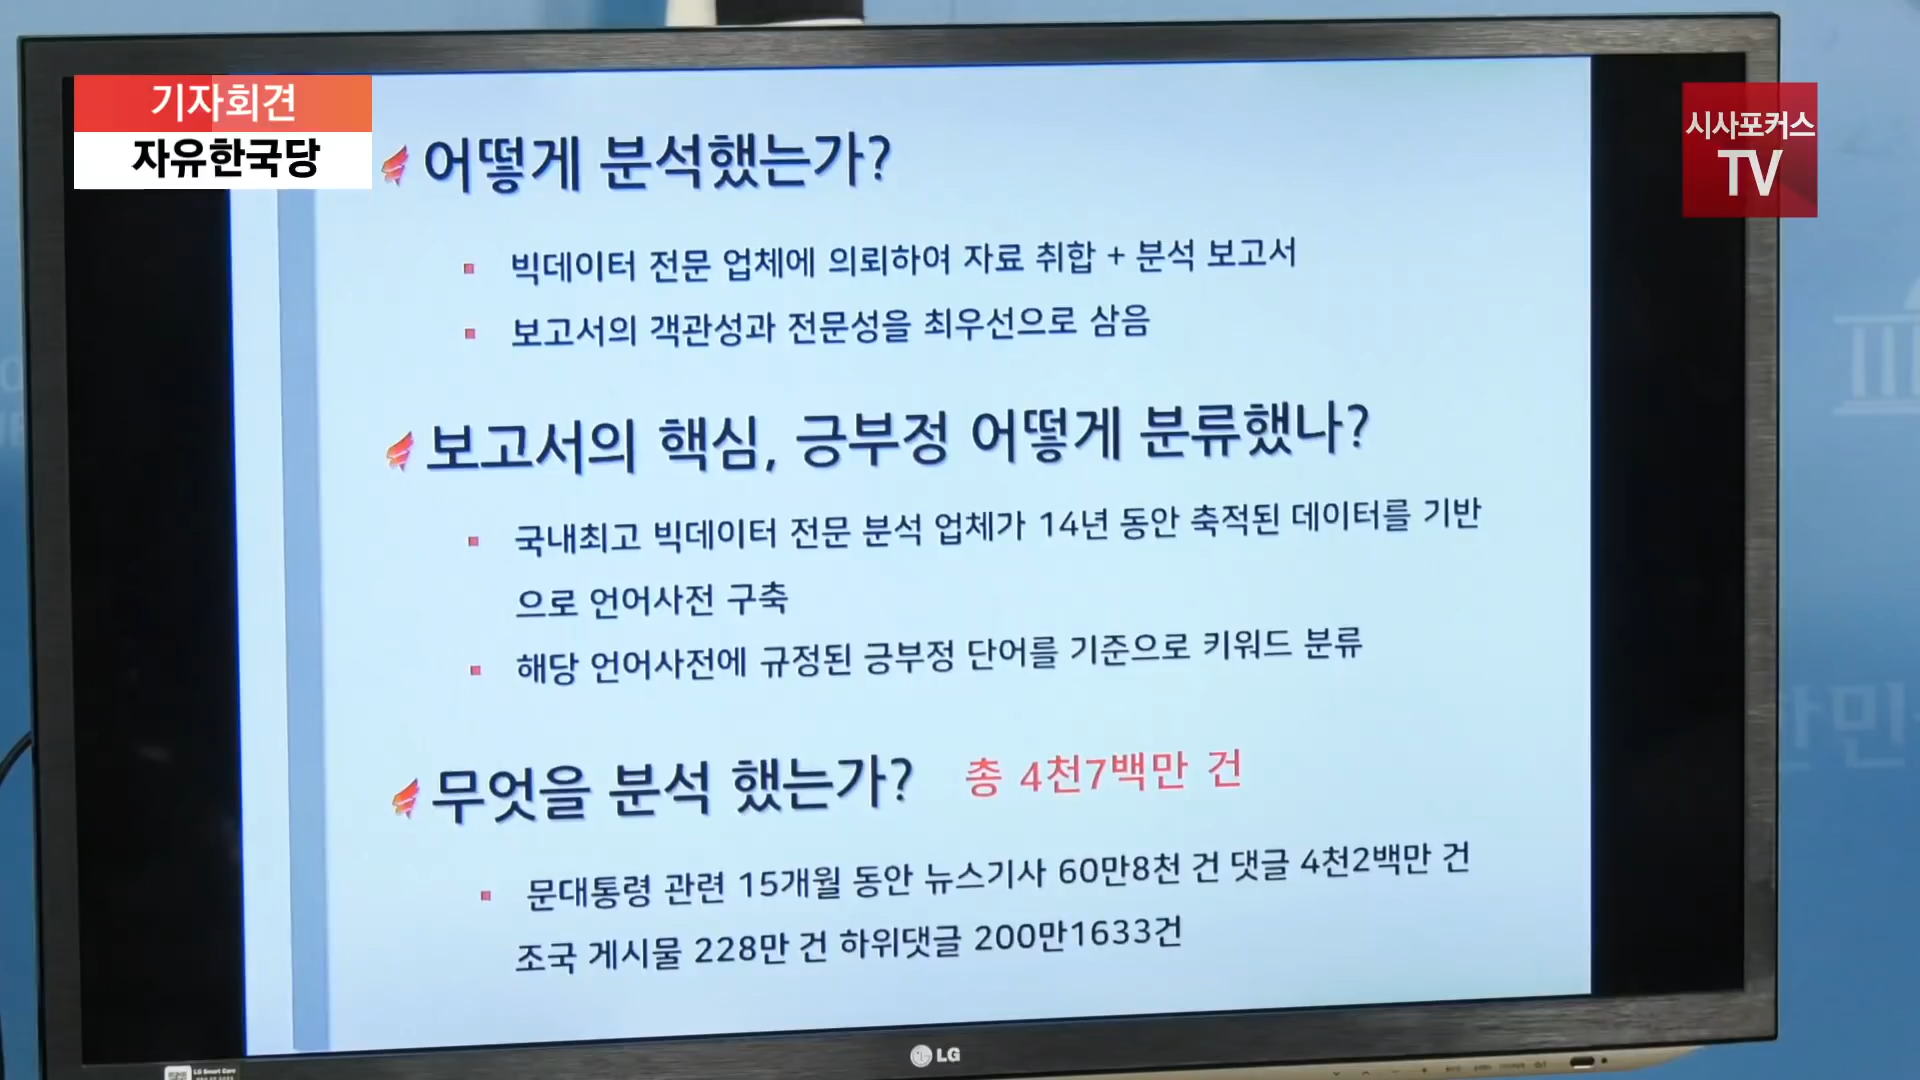 기자회견
자유한국당
시사포커스
TV
어떻게 분석했는가?
빅데이터 전문 업체에 의뢰하여 자료 취합 + 분석 보고서
보고서의 객관성과 전문성을 최우선으로 삼음
보고서의 핵심, 긍부정 어떻게 분류했나?
국내최고 빅데이터 전문 분석 업체가 14년 동안 축적된 데이터를 기반
으로 언어사전 구축
해당 언어사전에 규정된 긍부정 단어를 기준으로 키워드 분류
무엇을 분석 했는가? 총 4천7백만 건
문대통령 관련 15개월 동안 뉴스기사 60만8천 건 댓글 4천2백만 건
조국 게시물 228만 건 하위댓글 200만1633건
한민
LG
LG Smart Care